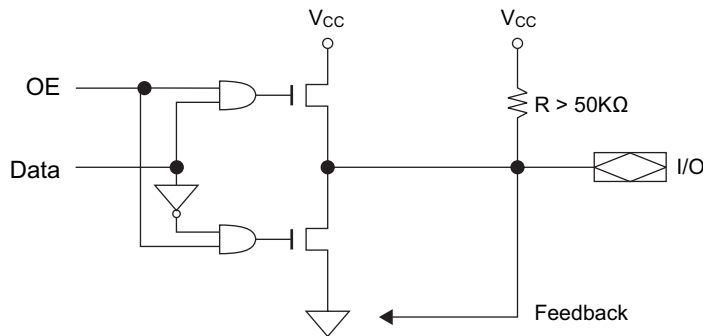 VCC
VCC
OE
R > 50KΩ
Data
I/O
Feedback